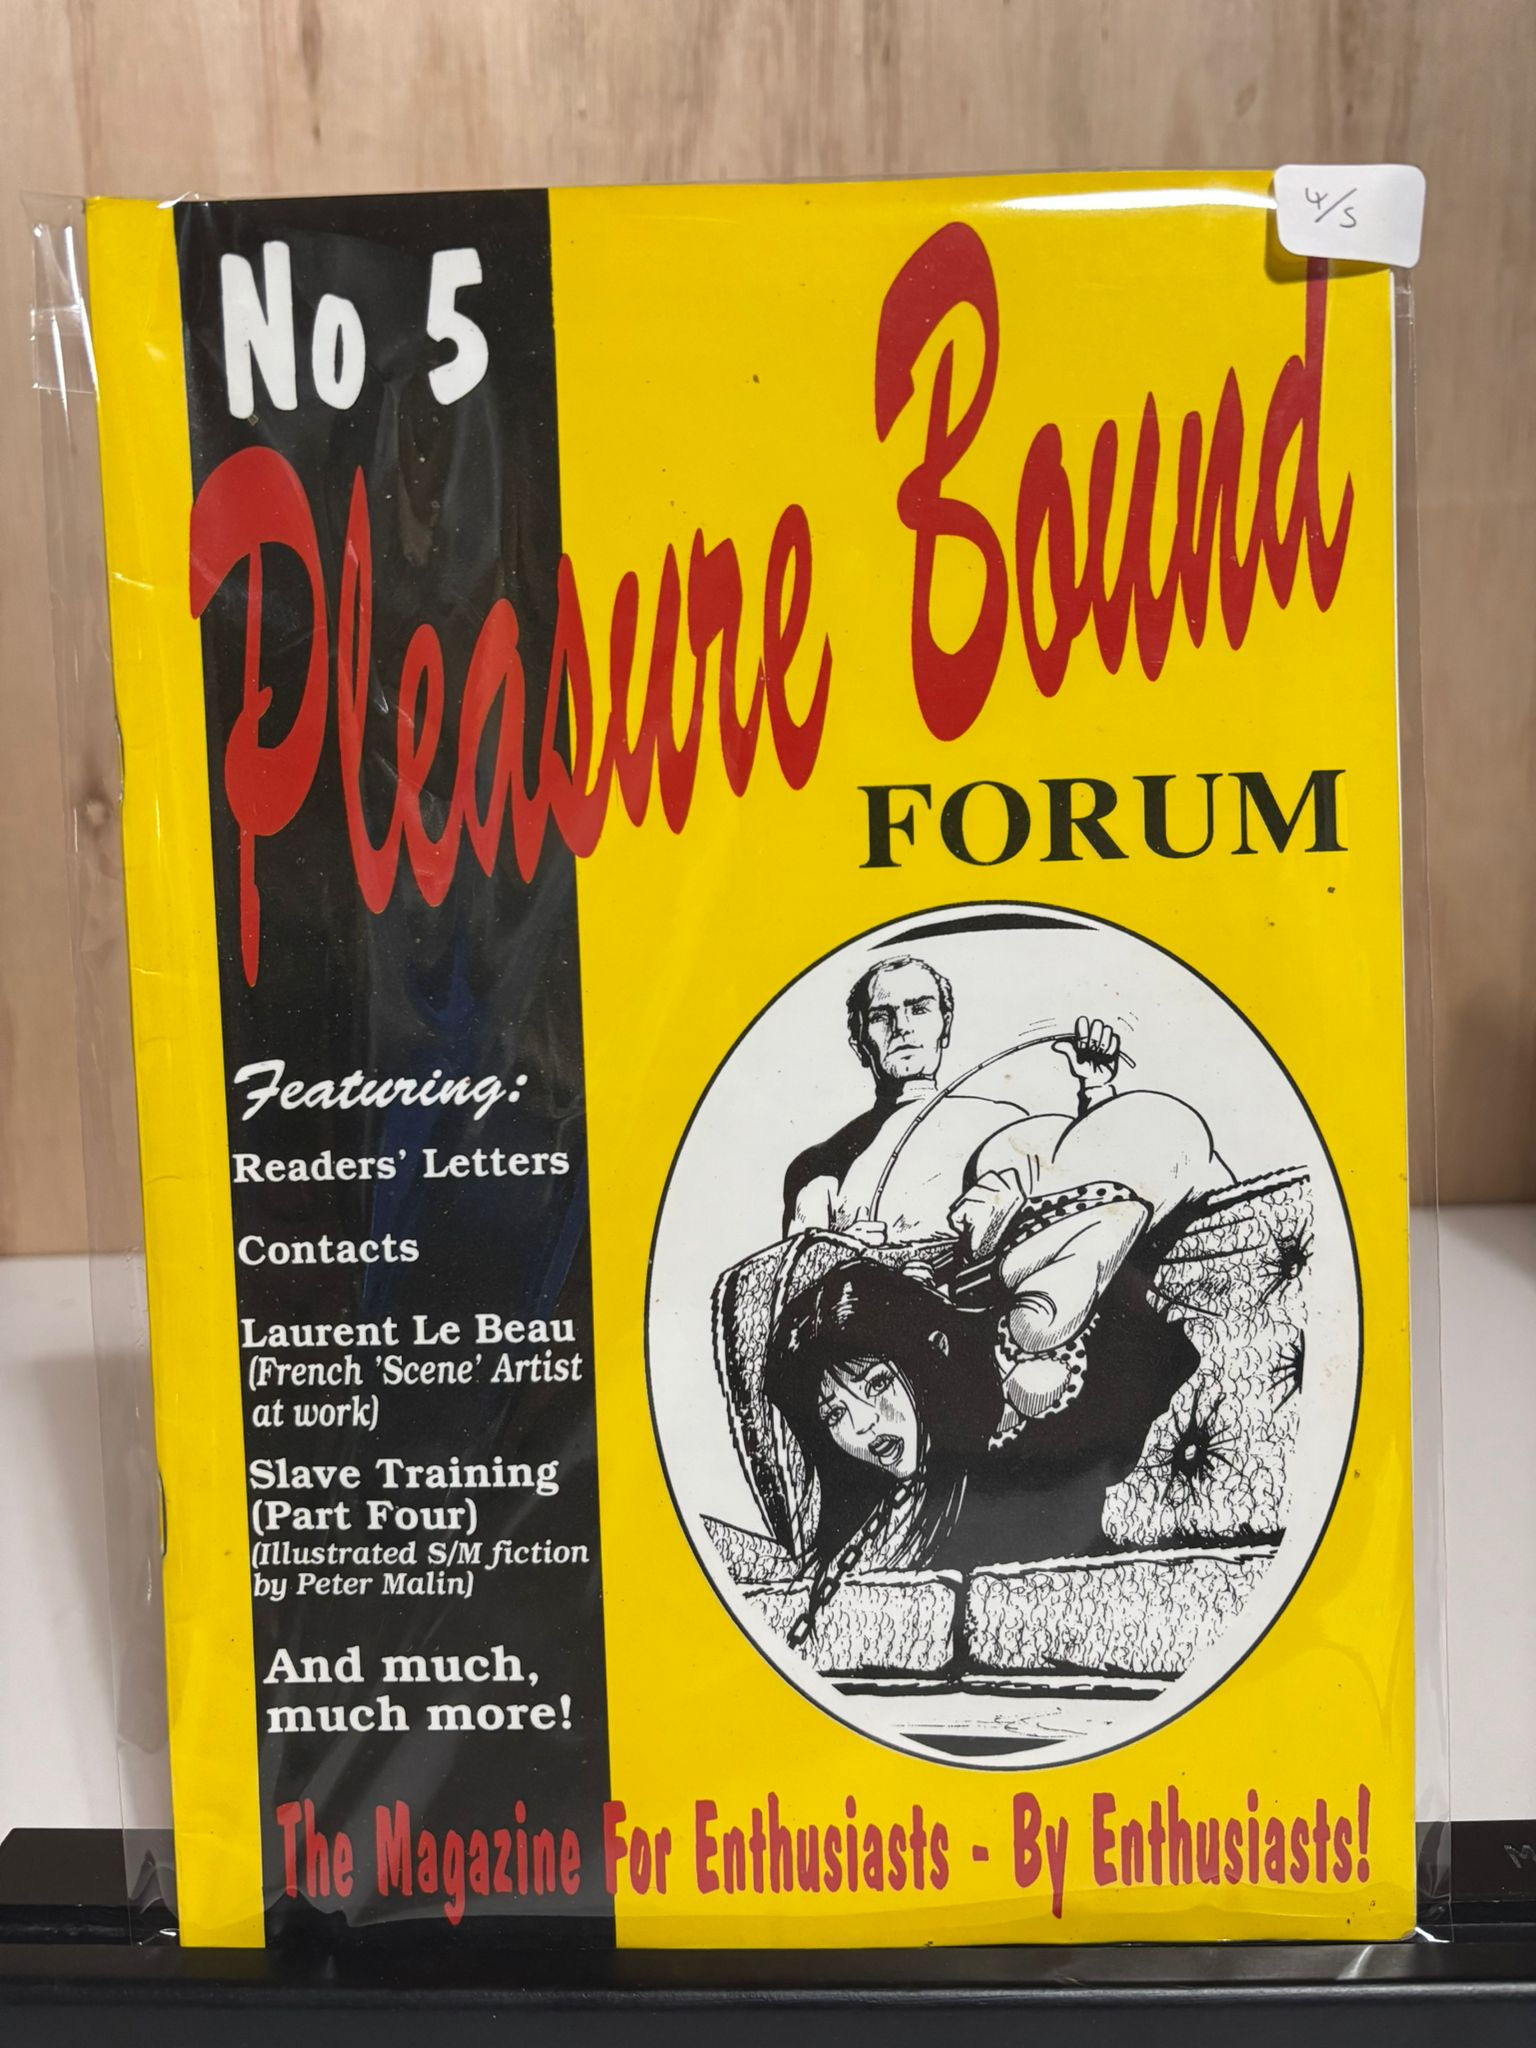 4/5
No 5
Pleasure Bound
FORUM
Featuring:
Readers' Letters
Contacts
Laurent Le Beau
(French 'Scene' Artist
at work)
Slave Training
(Part Four)
(Illustrated S/M fiction
by Peter Malin)
And much,
much more!
The Magazine For Enthusiasts - By Enthusiasts!